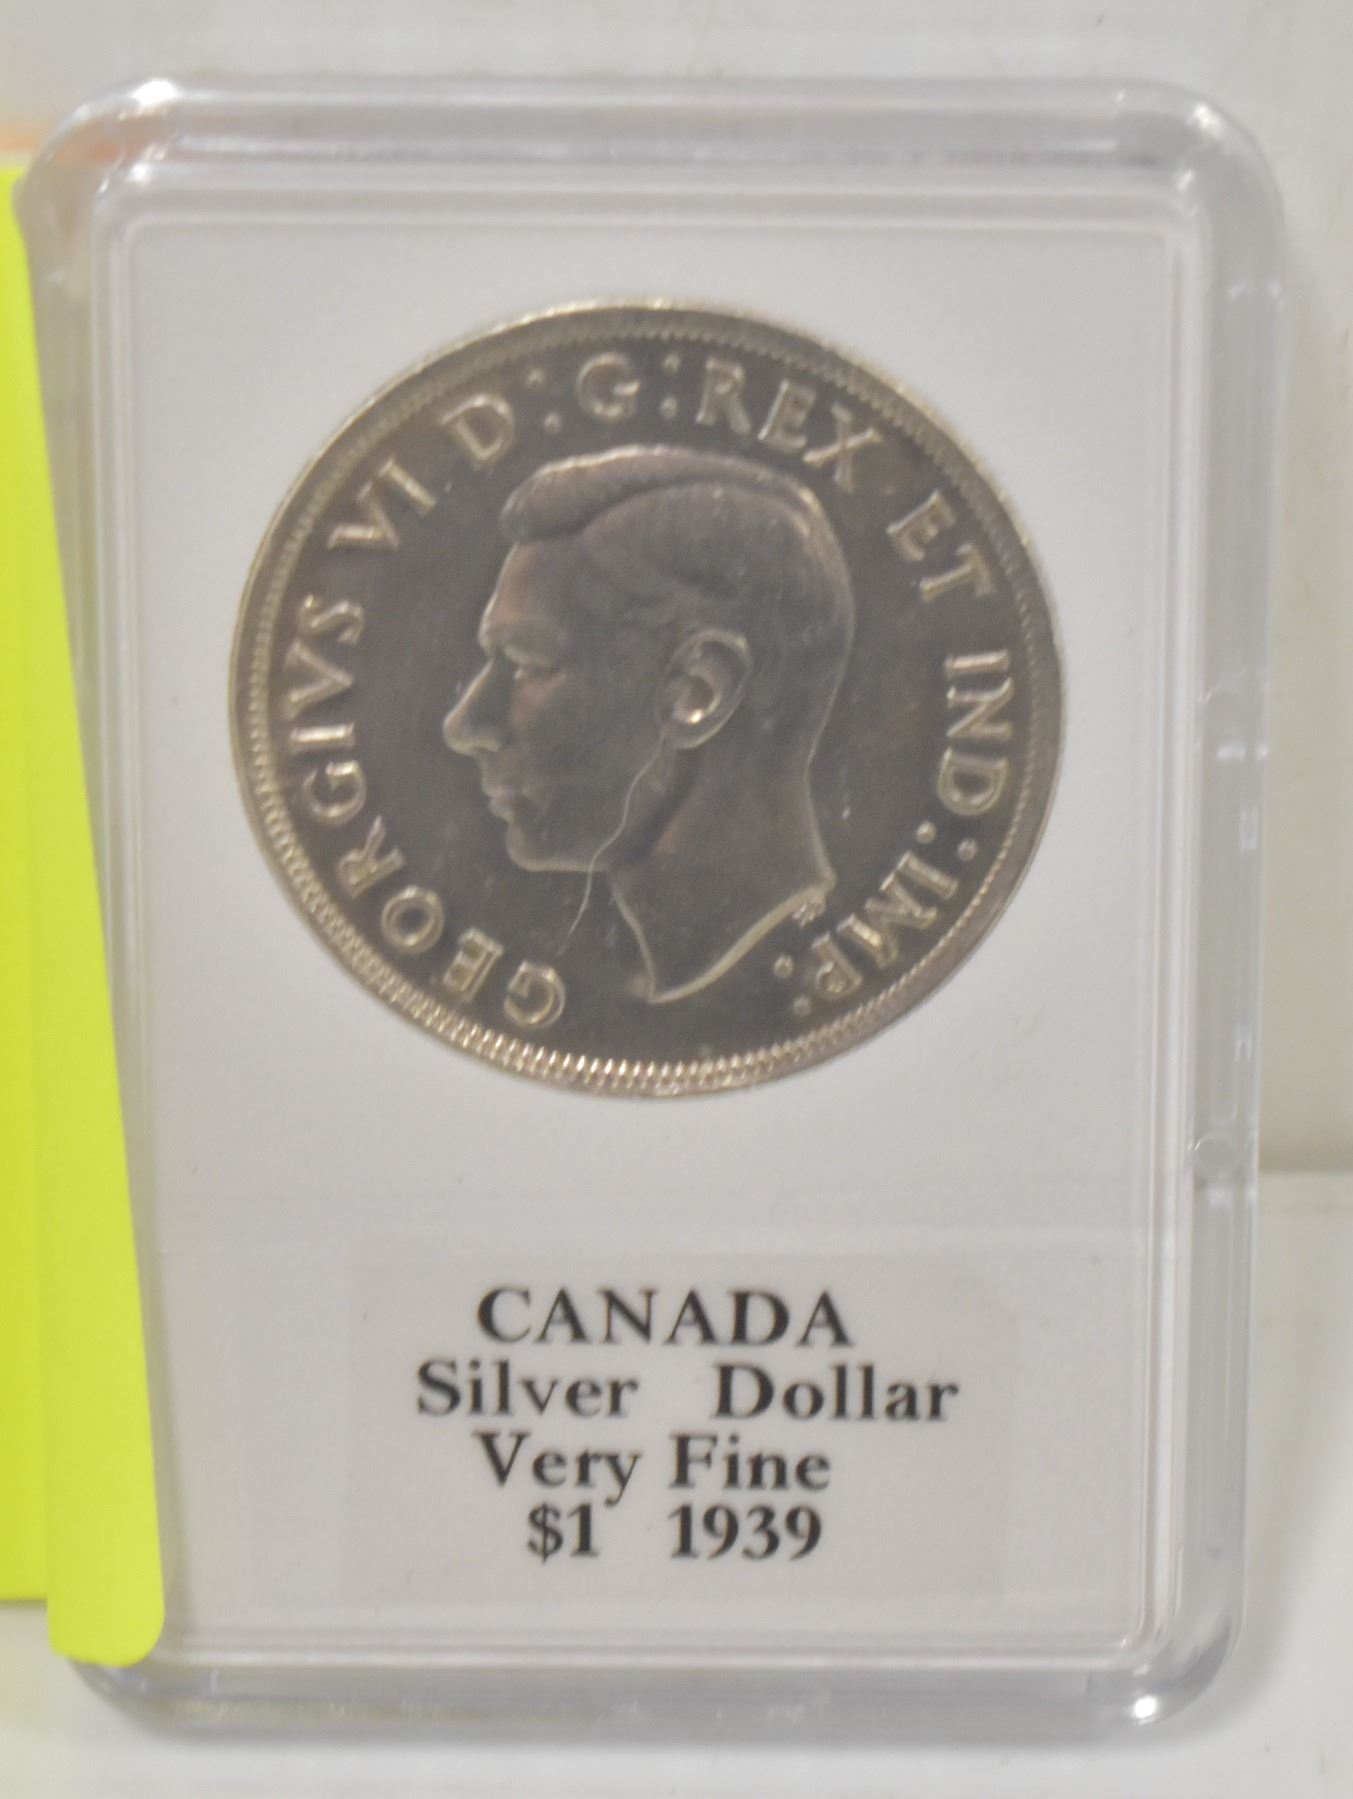 GEORGIVS VI D:G:REX ET IND:IMP:
CANADA
Silver Dollar
Very Fine
$1 1939